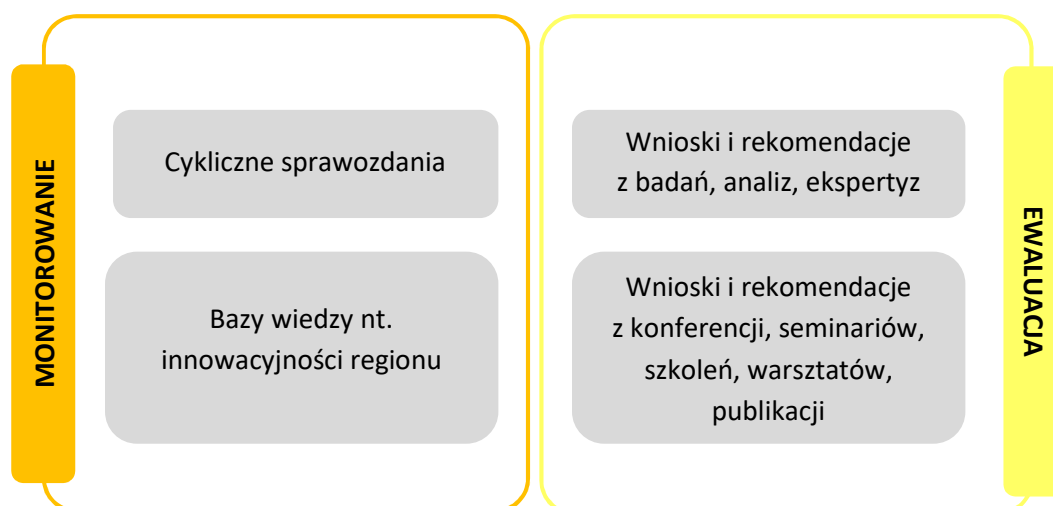 MONITOROWANIE
Cykliczne sprawozdania
Bazy wiedzy nt.
innowacyjności regionu
Wnioski i rekomendacje
z badań, analiz, ekspertyz
Wnioski i rekomendacje
z konferencji, seminariów,
szkoleń, warsztatów,
publikacji
EWALUACJA